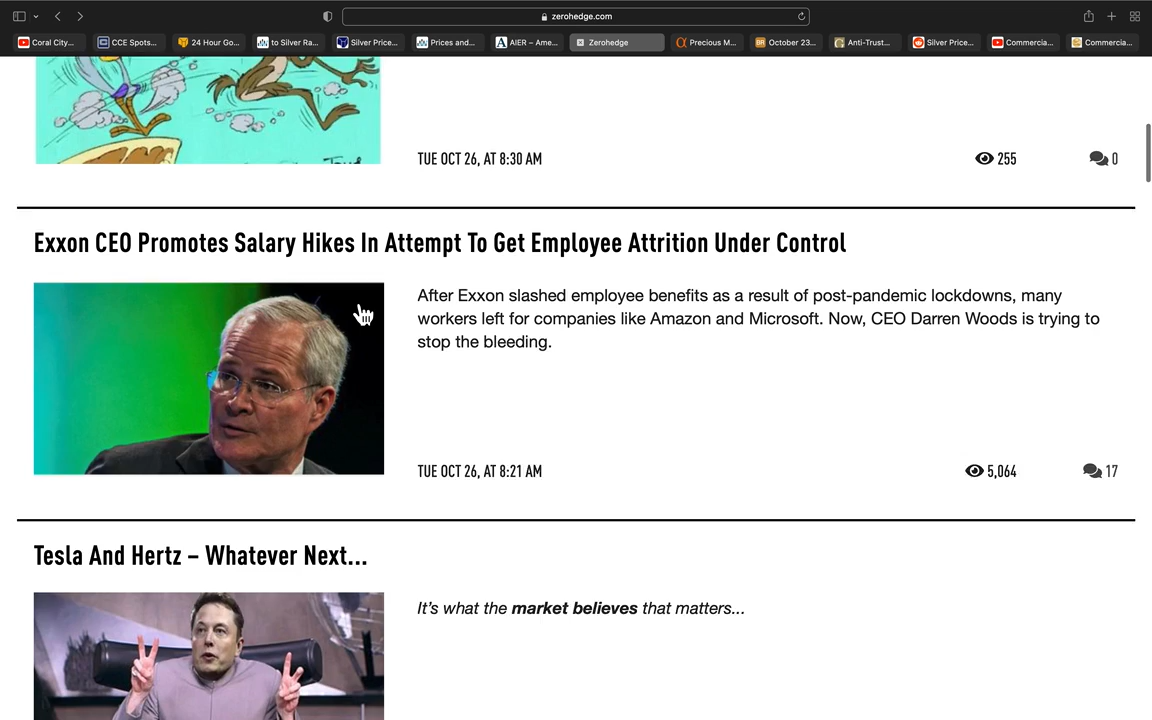 zerohedge.com
Coral City...
CCE Spots...
24 Hour Go...
to Silver Ra...
Silver Price...
Prices and...
AIER – Ame...
Zerohedge
Precious M...
October 23...
Anti-Trust...
Silver Price...
Commercia...
Commercia...
TUE OCT 26, AT 8:30 AM
255
0
Exxon CEO Promotes Salary Hikes In Attempt To Get Employee Attrition Under Control
After Exxon slashed employee benefits as a result of post-pandemic lockdowns, many
workers left for companies like Amazon and Microsoft. Now, CEO Darren Woods is trying to
stop the bleeding.
TUE OCT 26, AT 8:21 AM
5,064
17
Tesla And Hertz – Whatever Next...
It's what the market believes that matters...